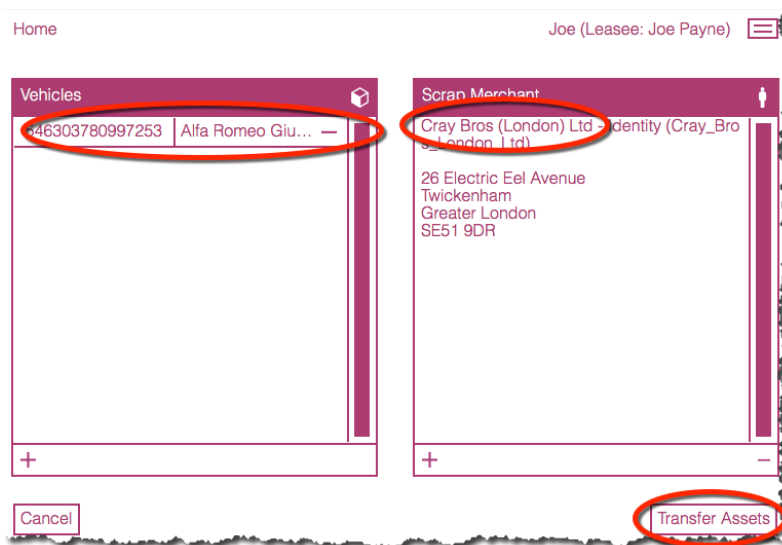 Home
Joe (Leasee: Joe Payne)
Vehicles
Scrap Merchant
546303780997253 Alfa Romeo Giu... −
Cray Bros (London) Ltd - Identity (Cray_Bro
s_London_Ltd)
26 Electric Eel Avenue
Twickenham
Greater London
SE51 9DR
+
+ −
Cancel
Transfer Assets